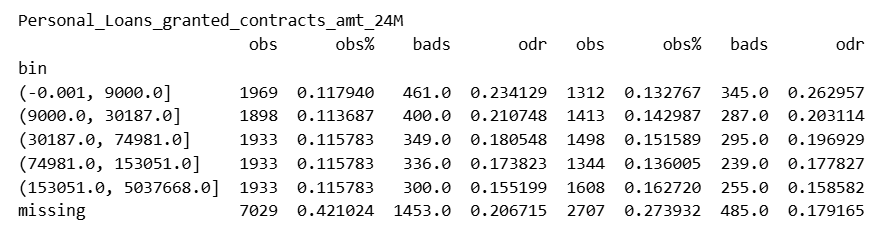 Personal_Loans_granted_contracts_amt_24M
obs obs% bads odr obs obs% bads odr
bin
(-0.001, 9000.0] 1969 0.117940 461.0 0.234129 1312 0.132767 345.0 0.262957
(9000.0, 30187.0] 1898 0.113687 400.0 0.210748 1413 0.142987 287.0 0.203114
(30187.0, 74981.0] 1933 0.115783 349.0 0.180548 1498 0.151589 295.0 0.196929
(74981.0, 153051.0] 1933 0.115783 336.0 0.173823 1344 0.136005 239.0 0.177827
(153051.0, 5037668.0] 1933 0.115783 300.0 0.155199 1608 0.162720 255.0 0.158582
missing 7029 0.421024 1453.0 0.206715 2707 0.273932 485.0 0.179165